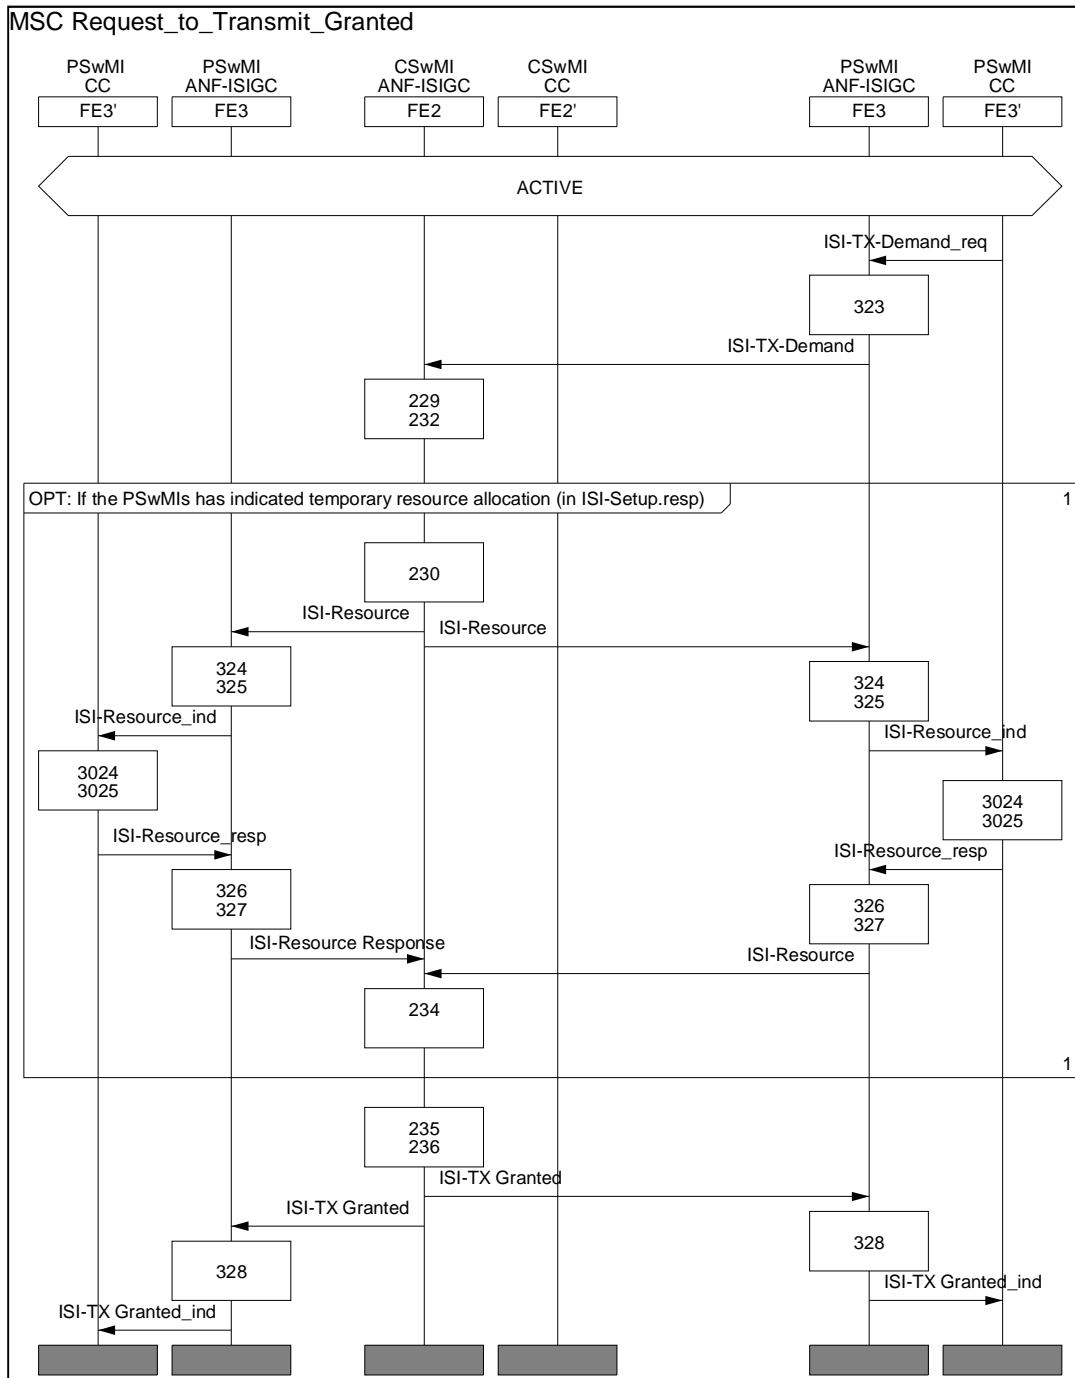 MSC Request_to_Transmit_Granted
PSwMI PSwMI CSwMI CSwMI PSwMI PSwMI
CC ANF-ISIGC ANF-ISIGC CC ANF-ISIGC CC
FE3' FE3 FE2 FE2' FE3 FE3'
ACTIVE
ISI-TX-Demand_req
323
ISI-TX-Demand
229
232
OPT: If the PSwMIs has indicated temporary resource allocation (in ISI-Setup.resp) 1
230
ISI-Resource
ISI-Resource
324
325
324
325
ISI-Resource_ind
ISI-Resource_ind
3024
3025
3024
3025
ISI-Resource_resp
ISI-Resource_resp
326
327
326
327
ISI-Resource Response
ISI-Resource
234
1
235
236
ISI-TX Granted
ISI-TX Granted
328
328
ISI-TX Granted_ind
ISI-TX Granted_ind